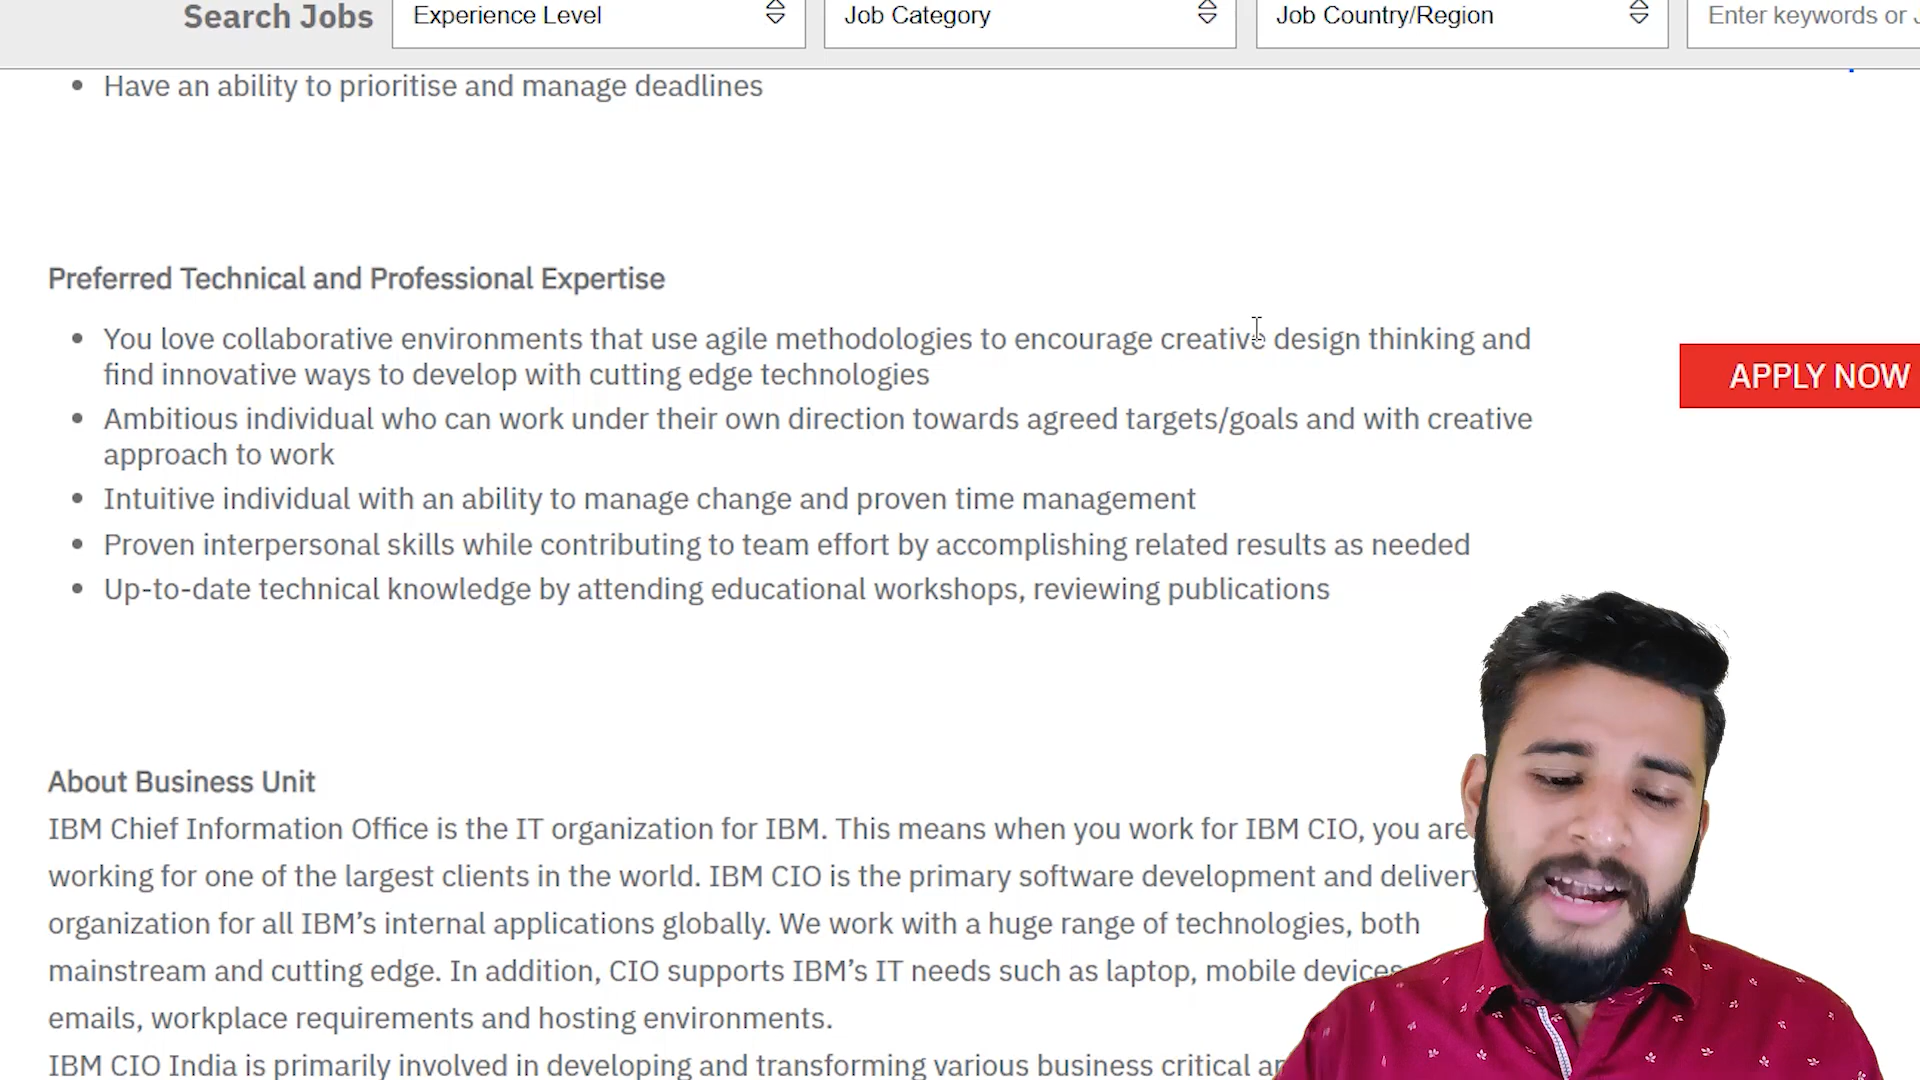 Search Jobs
Experience Level
Job Category
Job Country/Region
Enter keywords or
Have an ability to prioritise and manage deadlines
Preferred Technical and Professional Expertise
You love collaborative environments that use agile methodologies to encourage creative design thinking and
find innovative ways to develop with cutting edge technologies
APPLY NOW
Ambitious individual who can work under their own direction towards agreed targets/goals and with creative
approach to work
Intuitive individual with an ability to manage change and proven time management
Proven interpersonal skills while contributing to team effort by accomplishing related results as needed
Up-to-date technical knowledge by attending educational workshops, reviewing publications
About Business Unit
IBM Chief Information Office is the IT organization for IBM. This means when you work for IBM CIO, you are
working for one of the largest clients in the world. IBM CIO is the primary software development and delivery
organization for all IBM’s internal applications globally. We work with a huge range of technologies, both
mainstream and cutting edge. In addition, CIO supports IBM’s IT needs such as laptop, mobile devices
emails, workplace requirements and hosting environments.
IBM CIO India is primarily involved in developing and transforming various business critical